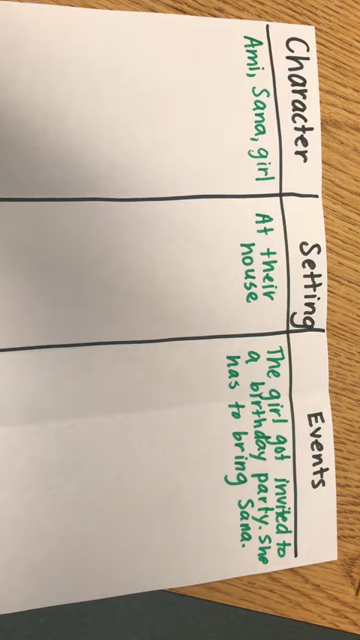 Character
Ami, Sana, girl
Setting
At their
house
Events
The girl got invited to
a birthday party. She
has to bring Sana.